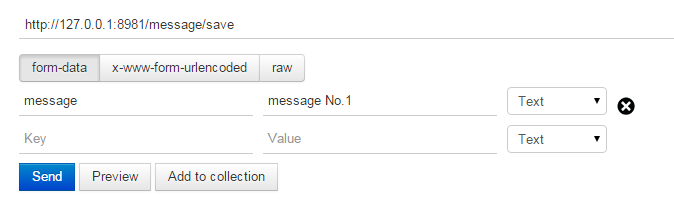 http://127.0.0.1:8981/message/save
form-data x-www-form-urlencoded raw
message message No.1 Text
Key Value Text
Send Preview Add to collection